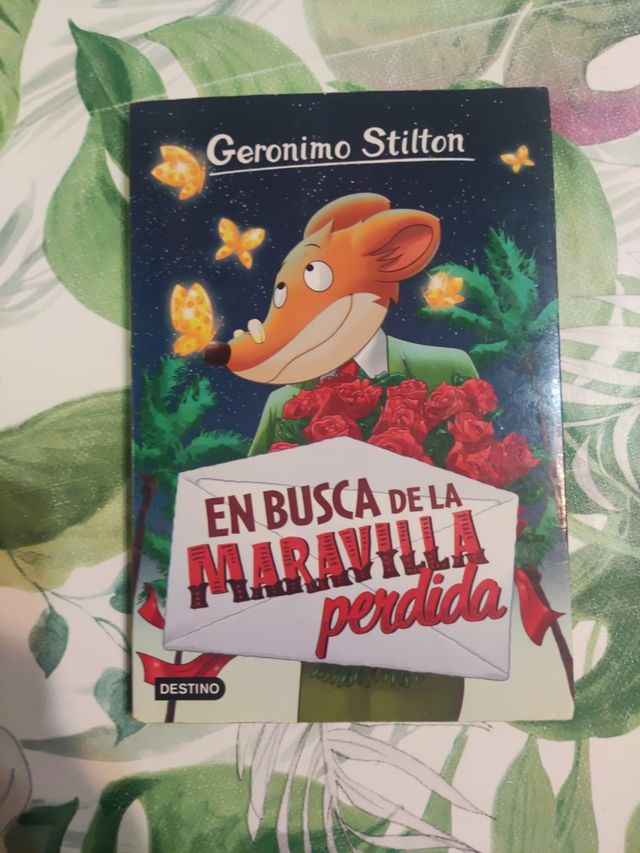 Geronimo Stilton
EN BUSCA DE LA
MARAVILLA
perdida
DESTINO